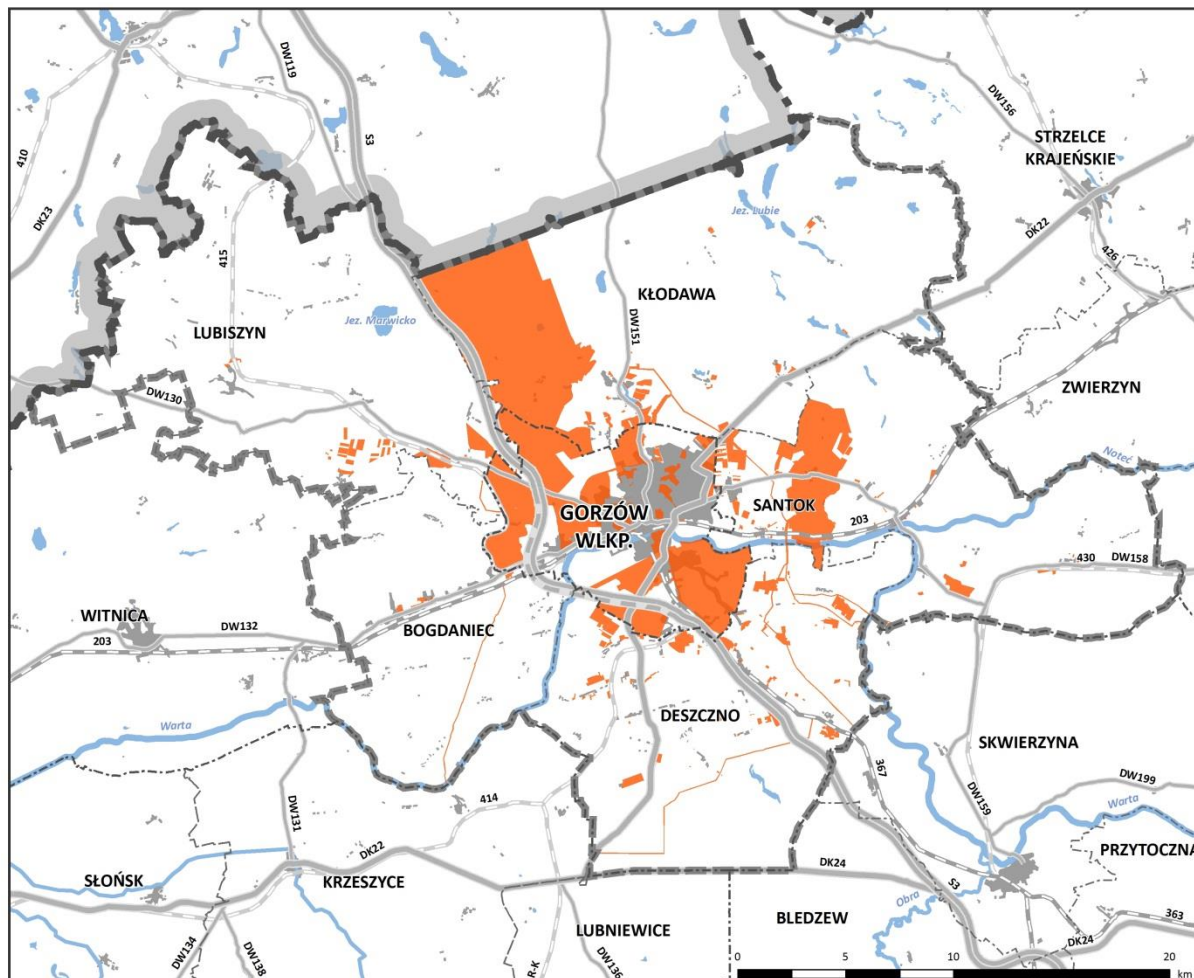 DW119
S3
410
DK23
415
DW156
STRZELCE
KRAJEŃSKIE
Jez. Lubie
DK22
426
KŁODAWA
Jez. Marwicko
LUBISZYN
DW151
ZWIERZYN
DW130
Noteć
GORZÓW
WLKP.
SANTOK
203
430
DW158
WITNICA
203
DW132
BOGDANIEC
Warta
DESZCZNO
SKWIERZYNA
367
DW199
DW159
Warta
DW131
414
DK22
PRZYTOCZNA
SŁOŃSK
KRZESZYCE
DK24
S3
Obra
BLEDZEW
363
DK24
LUBNIEWICE
DW134
DW138
R-K
DW136
0 5 10 20
km